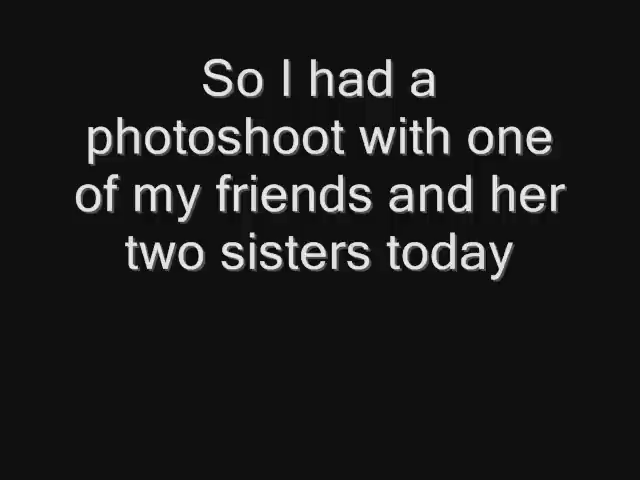 So I had a
photoshoot with one
of my friends and her
two sisters today